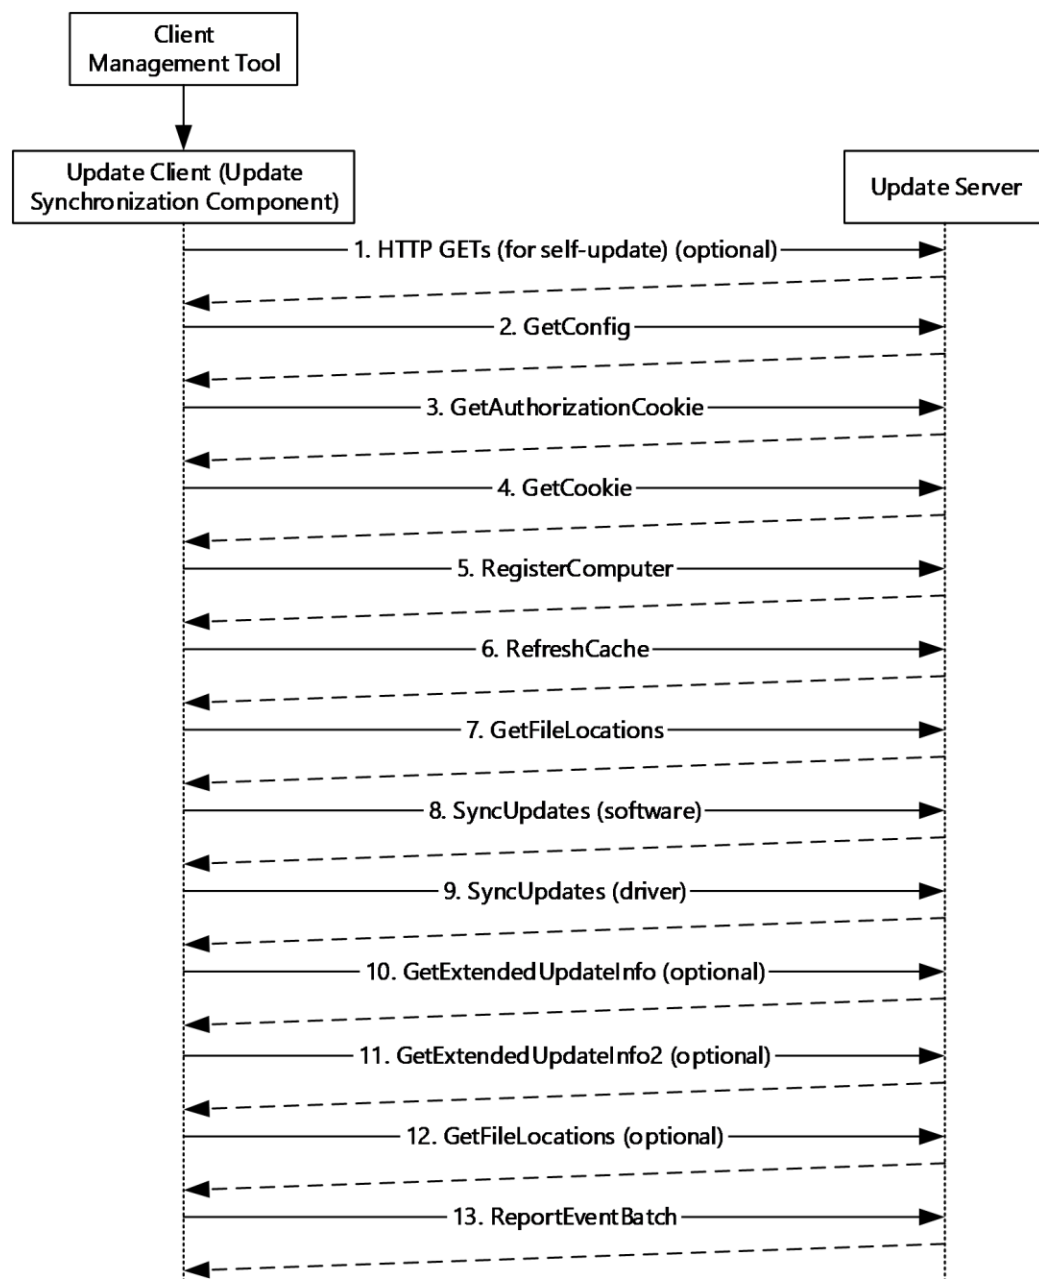 Client
Management Tool
Update Client (Update
Synchronization Component)
Update Server
1. HTTP GETs (for self-update) (optional)
2. GetConfig
3. GetAuthorizationCookie
4. GetCookie
5. RegisterComputer
6. RefreshCache
7. GetFileLocations
8. SyncUpdates (software)
9. SyncUpdates (driver)
10. GetExtendedUpdateInfo (optional)
11. GetExtendedUpdateInfo2 (optional)
12. GetFileLocations (optional)
13. ReportEventBatch